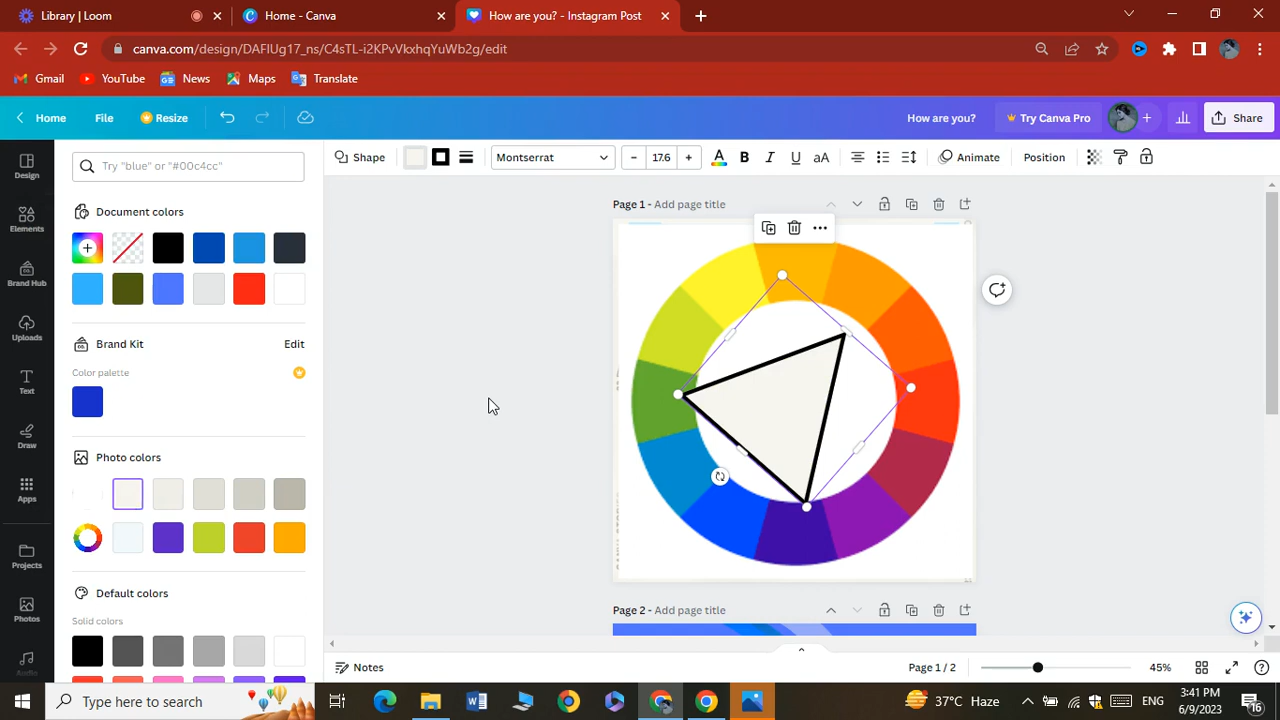 Library | Loom
Home - Canva
How are you? - Instagram Post
canva.com/design/DAFlUg17_ns/C4sTL-i2KPvVkxhqYuWb2g/edit
Gmail YouTube News Maps Translate
Home File Resize How are you? Try Canva Pro Share
Try "blue" or "#00c4cc"
Shape Montserrat 17.6 A B I U aA Animate Position
Design
Elements
Brand Hub
Uploads
Text
Draw
Apps
Projects
Photos
Audio
Document colors
Brand Kit Edit
Color palette
Photo colors
Default colors
Solid colors
Page 1 - Add page title
Page 2 - Add page title
Notes Page 1 / 2 45%
Type here to search
37°C Haze ENG 3:41 PM
6/9/2023 16